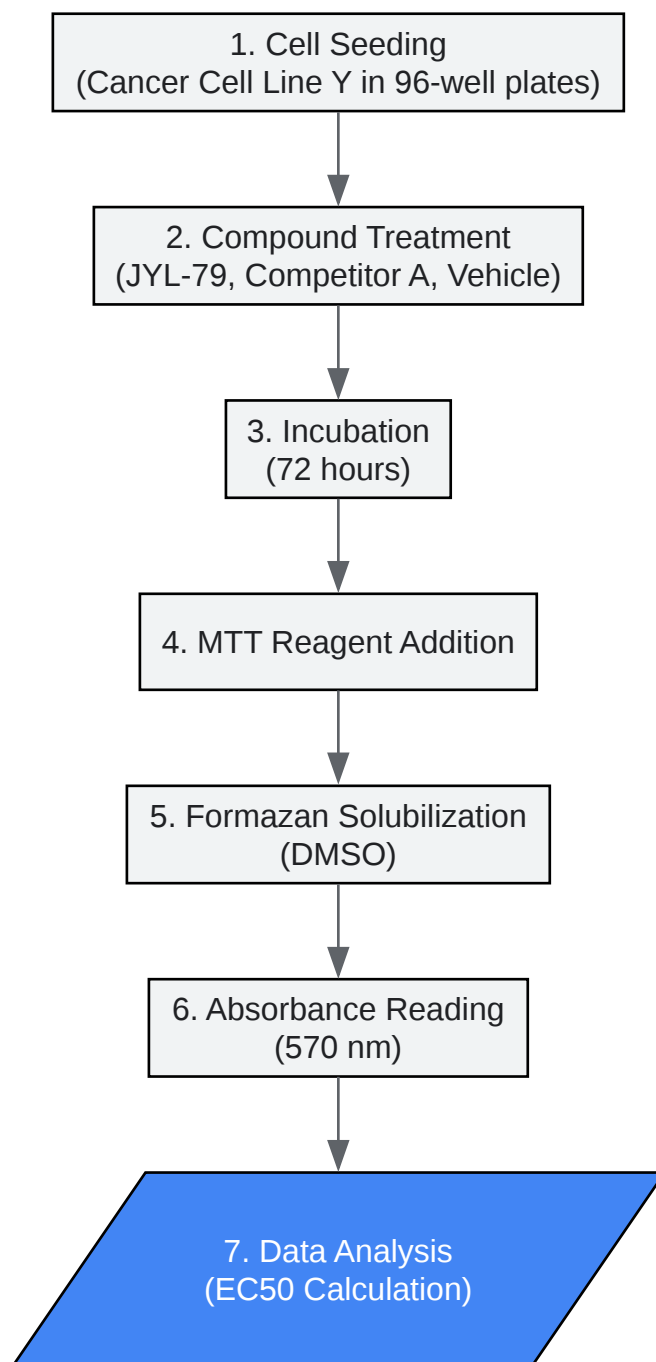 1. Cell Seeding
(Cancer Cell Line Y in 96-well plates)
2. Compound Treatment
(JYL-79, Competitor A, Vehicle)
3. Incubation
(72 hours)
4. MTT Reagent Addition
5. Formazan Solubilization
(DMSO)
6. Absorbance Reading
(570 nm)
7. Data Analysis
(EC50 Calculation)